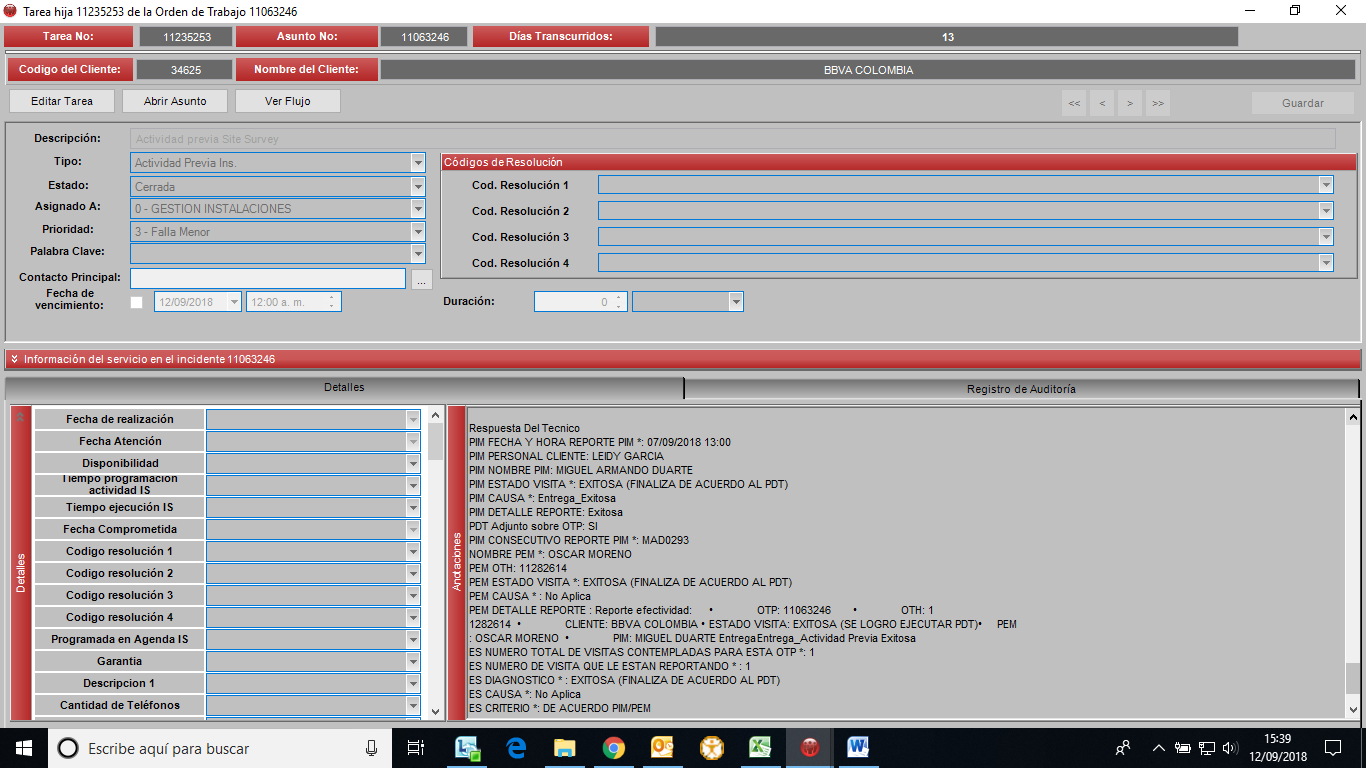 Tarea hija 11235253 de la Orden de Trabajo 11063246
Tarea No: 11235253 Asunto No: 11063246 Días Transcurridos: 13
Codigo del Cliente: 34625 Nombre del Cliente: BBVA COLOMBIA
Editar Tarea Abrir Asunto Ver Flujo << < > >> Guardar
Descripción: Actividad previa Site Survey
Tipo: Actividad Previa Ins.
Estado: Cerrada
Asignado A: 0 - GESTION INSTALACIONES
Prioridad: 3 - Falla Menor
Palabra Clave:
Contacto Principal: ...
Fecha de
vencimiento: 12/09/2018 12:00 a. m.
Códigos de Resolución
Cod. Resolución 1
Cod. Resolución 2
Cod. Resolución 3
Cod. Resolución 4
Duración: 0
Información del servicio en el incidente 11063246
Detalles Registro de Auditoría
Detalles
Fecha de realización
Fecha Atención
Disponibilidad
Tiempo programación
actividad IS
Tiempo ejecución IS
Fecha Comprometida
Codigo resolución 1
Codigo resolución 2
Codigo resolución 3
Codigo resolución 4
Programada en Agenda IS
Garantia
Descripcion 1
Cantidad de Teléfonos
Anotaciones
Respuesta Del Tecnico
PIM FECHA Y HORA REPORTE PIM *: 07/09/2018 13:00
PIM PERSONAL CLIENTE: LEIDY GARCIA
PIM NOMBRE PIM: MIGUEL ARMANDO DUARTE
PIM ESTADO VISITA *: EXITOSA (FINALIZA DE ACUERDO AL PDT)
PIM CAUSA *: Entrega_Exitosa
PIM DETALLE REPORTE: Exitosa
PDT Adjunto sobre OTP: SI
PIM CONSECUTIVO REPORTE PIM *: MAD0293
NOMBRE PEM *: OSCAR MORENO
PEM OTH: 11282614
PEM ESTADO VISITA *: EXITOSA (FINALIZA DE ACUERDO AL PDT)
PEM CAUSA * : No Aplica
PEM DETALLE REPORTE : Reporte efectividad: • OTP: 11063246 • OTH: 1
1282614 • CLIENTE: BBVA COLOMBIA • ESTADO VISITA: EXITOSA (SE LOGRO EJECUTAR PDT)• PEM
: OSCAR MORENO • PIM: MIGUEL DUARTE EntregaEntrega_Actividad Previa Exitosa
ES NUMERO TOTAL DE VISITAS CONTEMPLADAS PARA ESTA OTP *: 1
ES NUMERO DE VISITA QUE LE ESTAN REPORTANDO * : 1
ES DIAGNOSTICO * : EXITOSA (FINALIZA DE ACUERDO AL PDT)
ES CAUSA *: No Aplica
ES CRITERIO *: DE ACUERDO PIM/PEM
Escribe aquí para buscar
15:39
12/09/2018